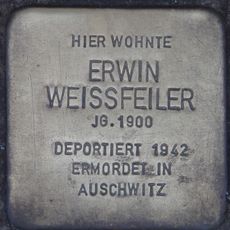 HIER WOHNTE
ERWIN
WEISSFEILER
JG. 1900
DEPORTIERT 1942
ERMORDET IN
AUSCHWITZ